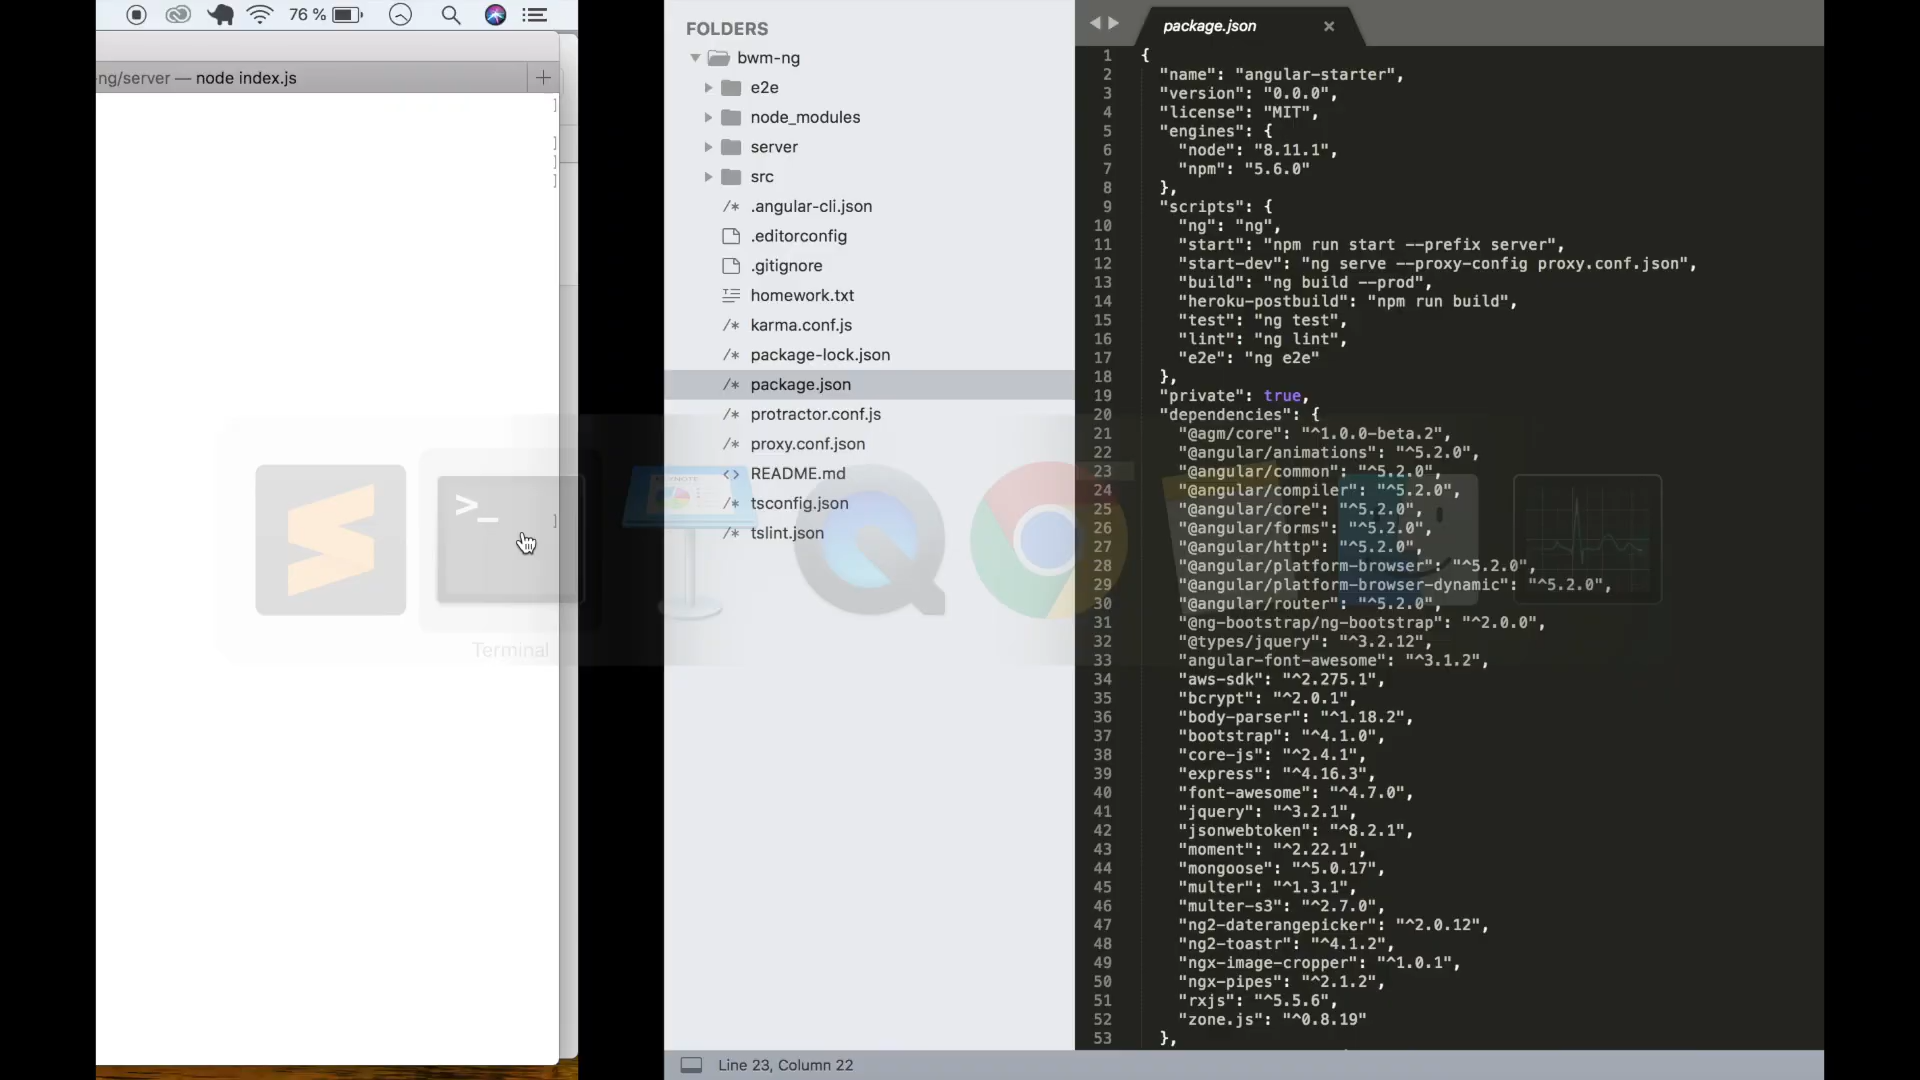 76 %
-ng/server — node index.js
>_
Terminal
FOLDERS
bwm-ng
e2e
node_modules
server
src
.angular-cli.json
.editorconfig
.gitignore
homework.txt
karma.conf.js
package-lock.json
package.json
protractor.conf.js
proxy.conf.json
README.md
tsconfig.json
tslint.json
package.json
1 {
2 "name": "angular-starter",
3 "version": "0.0.0",
4 "license": "MIT",
5 "engines": {
6 "node": "8.11.1",
7 "npm": "5.6.0"
8 },
9 "scripts": {
10 "ng": "ng",
11 "start": "npm run start --prefix server",
12 "start-dev": "ng serve --proxy-config proxy.conf.json",
13 "build": "ng build --prod",
14 "heroku-postbuild": "npm run build",
15 "test": "ng test",
16 "lint": "ng lint",
17 "e2e": "ng e2e"
18 },
19 "private": true,
20 "dependencies": {
21 "@agm/core": "^1.0.0-beta.2",
22 "@angular/animations": "^5.2.0",
23 "@angular/common": "^5.2.0",
24 "@angular/compiler": "^5.2.0",
25 "@angular/core": "^5.2.0",
26 "@angular/forms": "^5.2.0",
27 "@angular/http": "^5.2.0",
28 "@angular/platform-browser": "^5.2.0",
29 "@angular/platform-browser-dynamic": "^5.2.0",
30 "@angular/router": "^5.2.0",
31 "@ng-bootstrap/ng-bootstrap": "^2.0.0",
32 "@types/jquery": "^3.2.12",
33 "angular-font-awesome": "^3.1.2",
34 "aws-sdk": "^2.275.1",
35 "bcrypt": "^2.0.1",
36 "body-parser": "^1.18.2",
37 "bootstrap": "^4.1.0",
38 "core-js": "^2.4.1",
39 "express": "^4.16.3",
40 "font-awesome": "^4.7.0",
41 "jquery": "^3.2.1",
42 "jsonwebtoken": "^8.2.1",
43 "moment": "^2.22.1",
44 "mongoose": "^5.0.17",
45 "multer": "^1.3.1",
46 "multer-s3": "^2.7.0",
47 "ng2-daterangepicker": "^2.0.12",
48 "ng2-toastr": "^4.1.2",
49 "ngx-image-cropper": "^1.0.1",
50 "ngx-pipes": "^2.1.2",
51 "rxjs": "^5.5.6",
52 "zone.js": "^0.8.19"
53 },
Line 23, Column 22